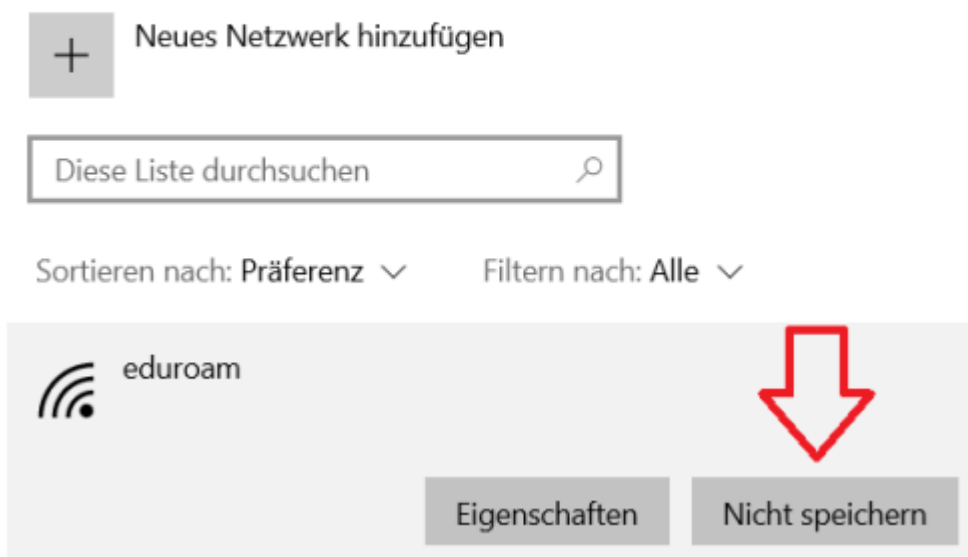 Neues Netzwerk hinzufügen
Diese Liste durchsuchen
Sortieren nach: Präferenz Filtern nach: Alle
eduroam
Eigenschaften Nicht speichern